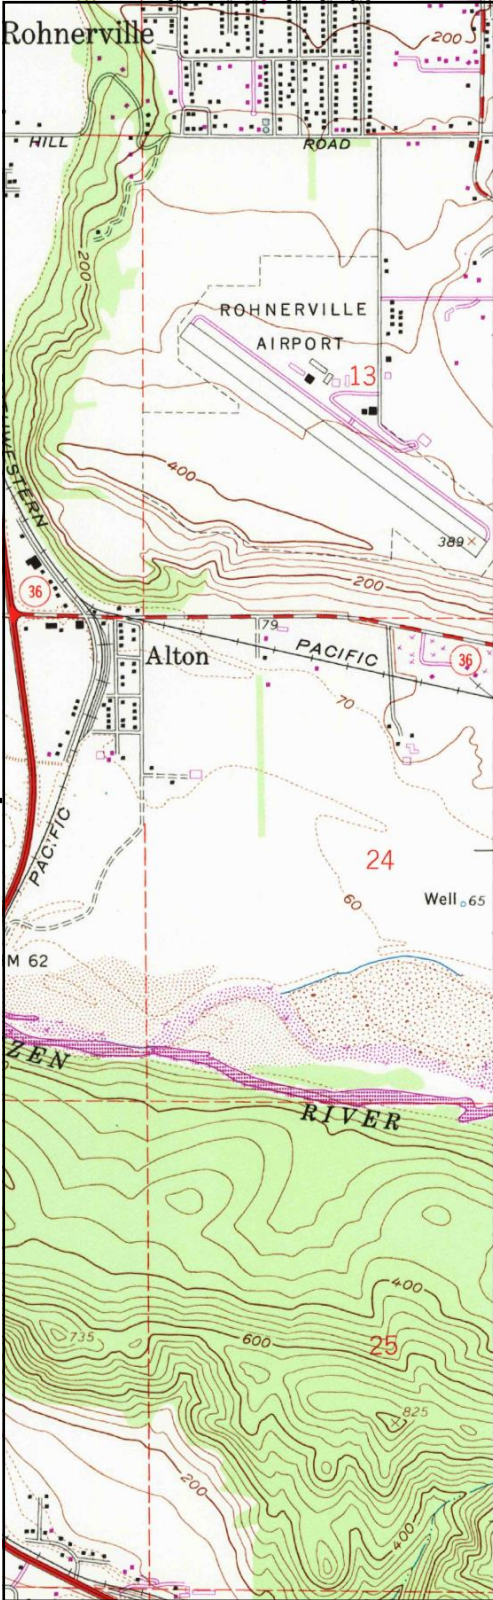 Rohnerville
200
HILL
ROAD
200
ROHNERVILLE
AIRPORT
13
400
WESTERN
389
200
36
79
Alton
PACIFIC
36
70
PACIFIC
24
60
Well 65
M 62
ZEN
RIVER
400
735
600
25
825
200
400